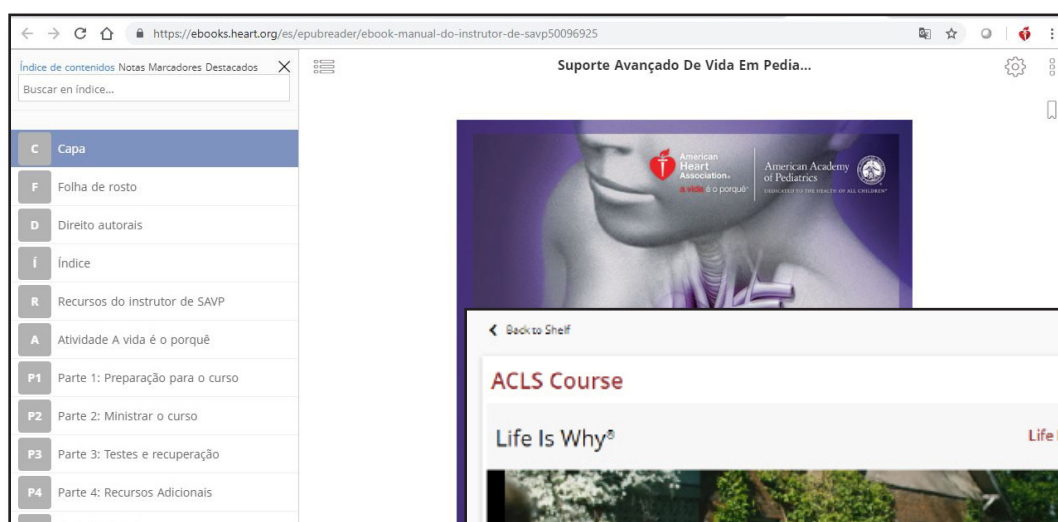 https://ebooks.heart.org/es/epubreader/ebook-manual-do-instrutor-de-savp50096925
Índice de contenidos Notas Marcadores Destacados
Buscar en índice...
Suporte Avançado De Vida Em Pedia...
C Capa
F Folha de rosto
D Direito autorais
Í Índice
R Recursos do instrutor de SAVP
A Atividade A vida é o porquê
P1 Parte 1: Preparação para o curso
P2 Parte 2: Ministrar o curso
P3 Parte 3: Testes e recuperação
P4 Parte 4: Recursos Adicionais
American
Heart
Association®
a vida é o porquê™
American Academy
of Pediatrics
DEDICATED TO THE HEALTH OF ALL CHILDREN™
Back to Shelf
ACLS Course
Life Is Why®
Life